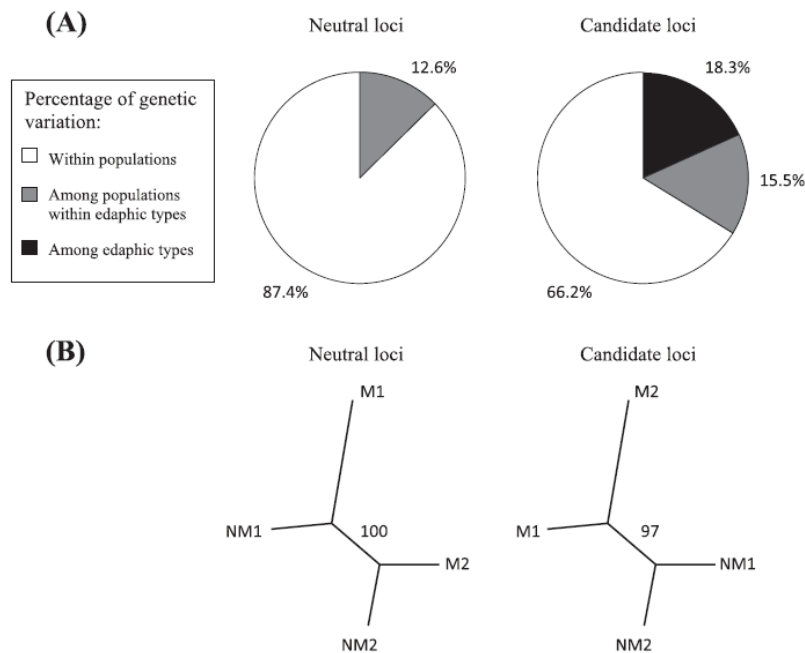 (A)
Neutral loci
Candidate loci
Percentage of genetic
variation:
Within populations
Among populations
within edaphic types
Among edaphic types
12.6%
87.4%
18.3%
15.5%
66.2%
(B)
Neutral loci
Candidate loci
M1
NM1
100
M2
NM2
M2
M1
97
NM1
NM2